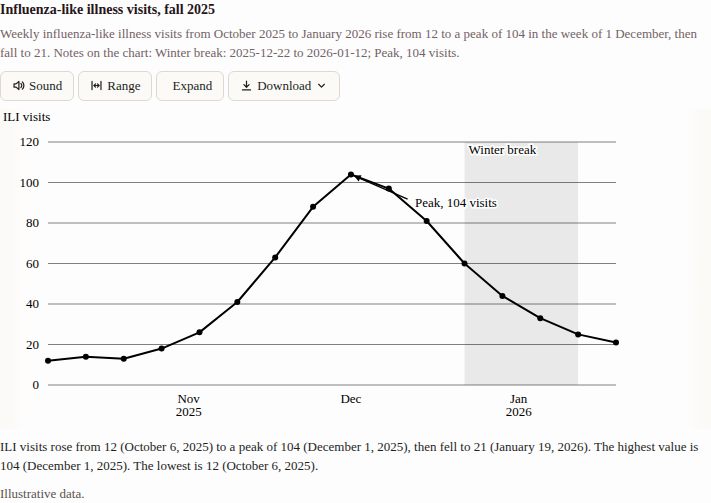 Influenza-like illness visits, fall 2025
Weekly influenza-like illness visits from October 2025 to January 2026 rise from 12 to a peak of 104 in the week of 1 December, then
fall to 21. Notes on the chart: Winter break: 2025-12-22 to 2026-01-12; Peak, 104 visits.
Sound Range Expand Download
ILI visits
120
Winter break
100
Peak, 104 visits
80
60
40
20
0
Nov Dec Jan
2025 2026
ILI visits rose from 12 (October 6, 2025) to a peak of 104 (December 1, 2025), then fell to 21 (January 19, 2026). The highest value is
104 (December 1, 2025). The lowest is 12 (October 6, 2025).
Illustrative data.